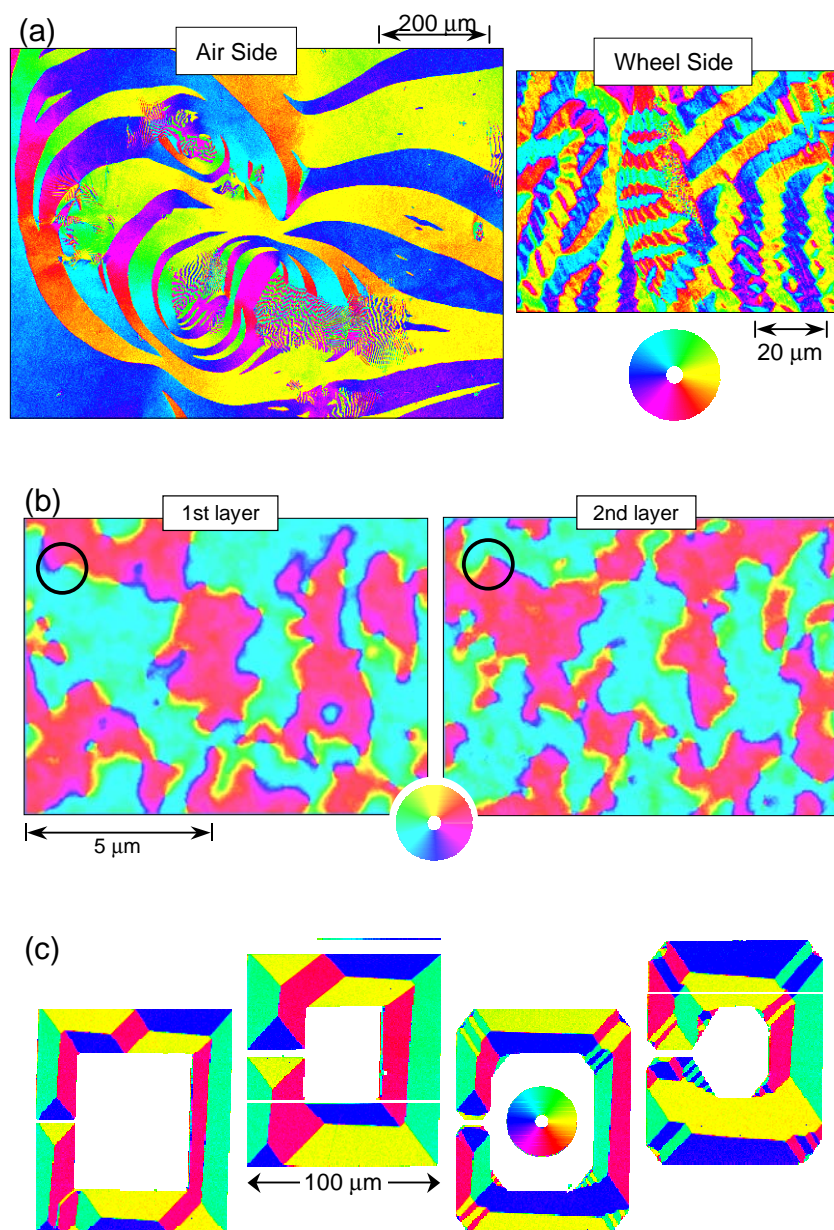 (a)
Air Side
200 μm
Wheel Side
20 μm
(b)
1st layer
2nd layer
5 μm
(c)
100 μm